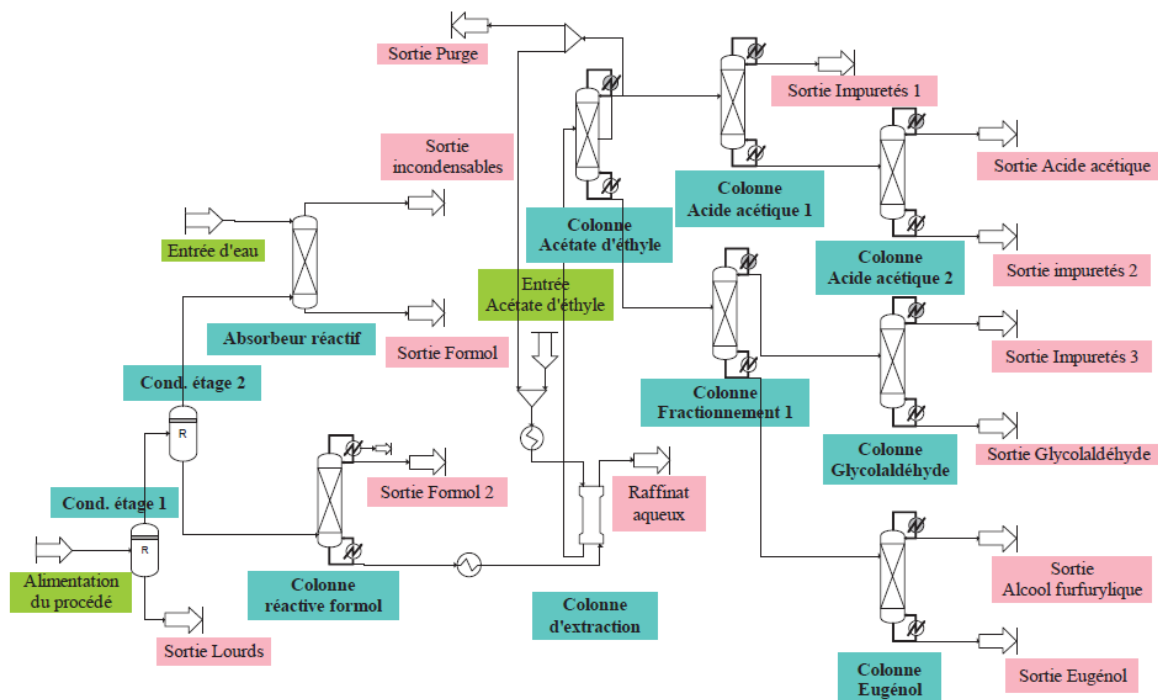 Sortie Purge
Sortie Impuretés 1
Sortie
incondensables
Sortie Acide acétique
Colonne
Acide acétique 1
Colonne
Acétate d'éthyle
Entrée d'eau
Colonne
Acide acétique 2
Sortie impuretés 2
Entrée
Acétate d'éthyle
Absorbeur réactif
Sortie Formol
Sortie Impuretés 3
Cond. étage 2
R
Colonne
Fractionnement 1
Colonne
Glycolaldéhyde
Sortie Glycolaldéhyde
Sortie Formol 2
Raffinat
aqueux
Cond. étage 1
R
Alimentation
du procédé
Colonne
réactive formol
Sortie
Alcool furfurylique
Colonne
d'extraction
Sortie Lourds
Colonne
Eugénol
Sortie Eugénol